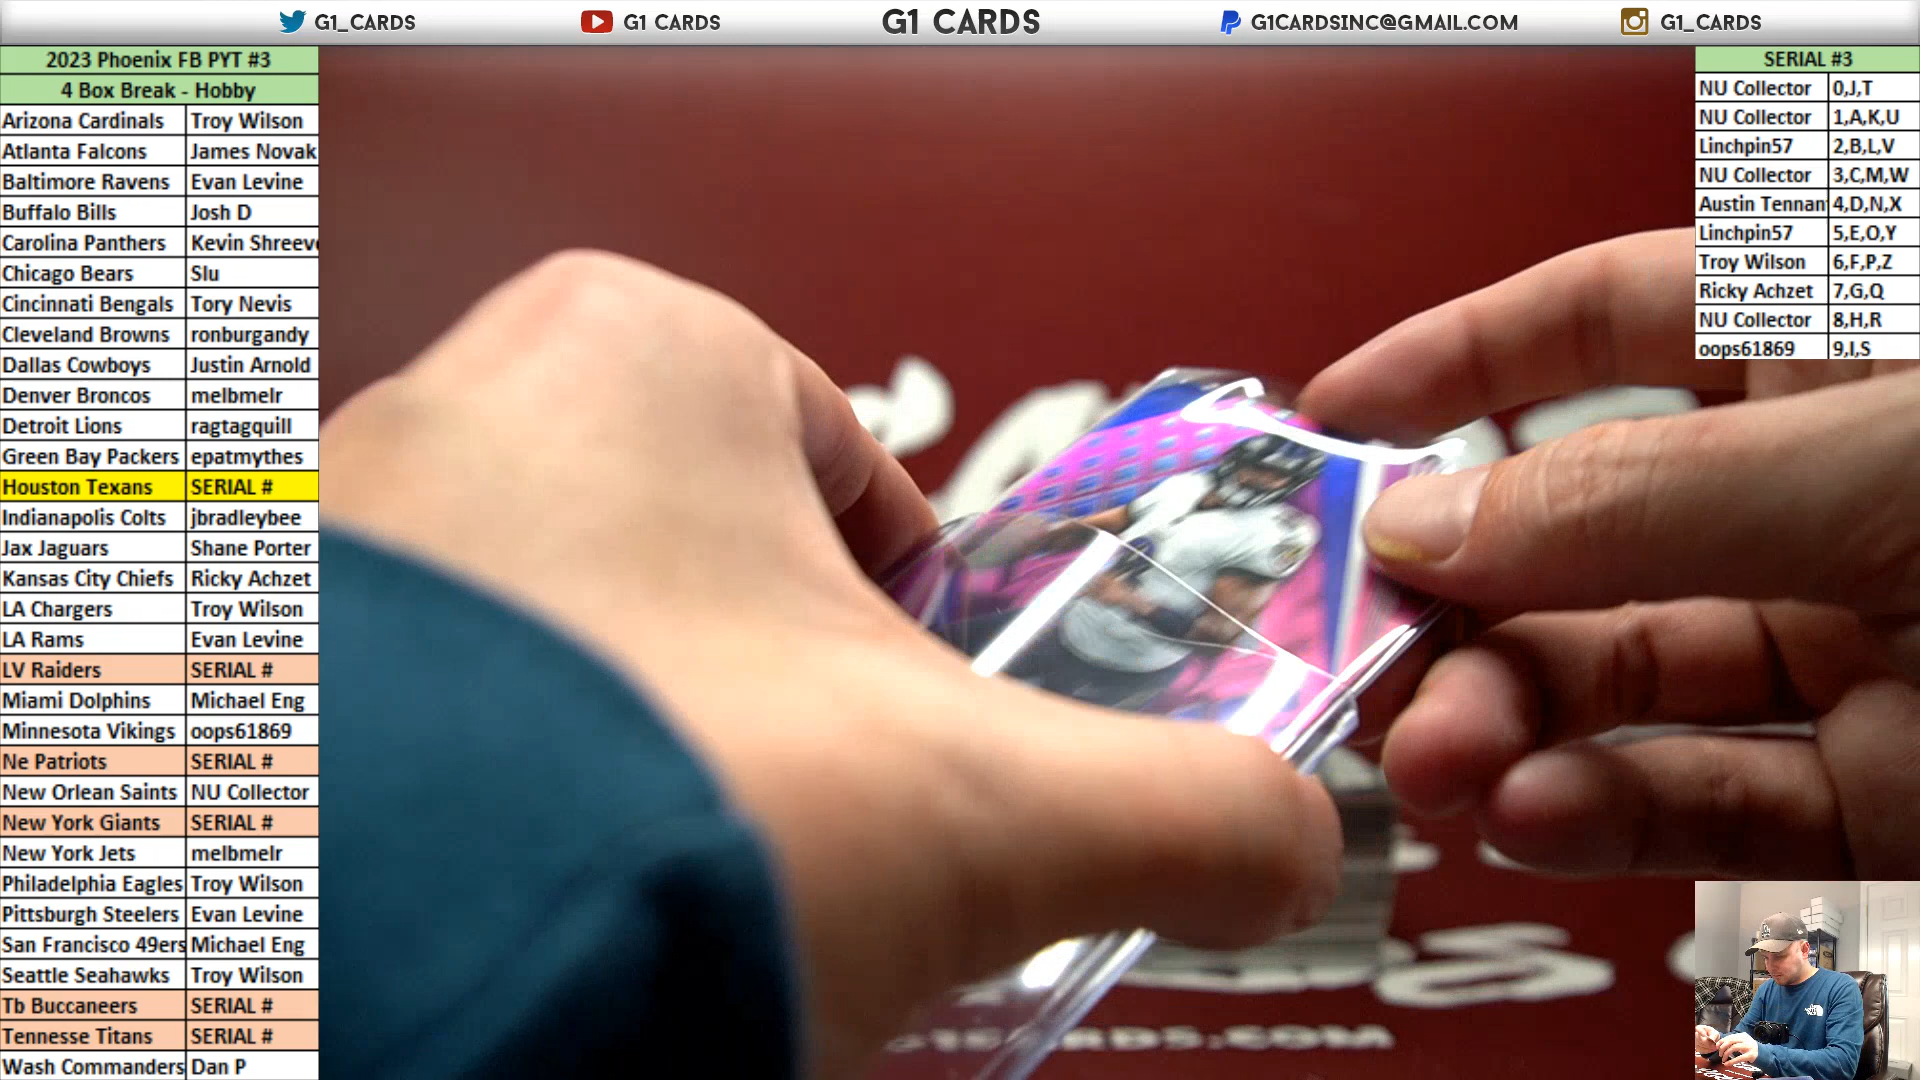 G1_CARDS
G1 CARDS
G1 CARDS
G1CARDSINC@GMAIL.COM
G1_CARDS
2023 Phoenix FB PYT #3
4 Box Break - Hobby
Arizona Cardinals Troy Wilson
Atlanta Falcons James Novak
Baltimore Ravens Evan Levine
Buffalo Bills Josh D
Carolina Panthers Kevin Shreeve
Chicago Bears Slu
Cincinnati Bengals Tory Nevis
Cleveland Browns ronburgandy
Dallas Cowboys Justin Arnold
Denver Broncos melbmelr
Detroit Lions ragtagquill
Green Bay Packers epatmythes
Houston Texans SERIAL #
Indianapolis Colts jbradleybee
Jax Jaguars Shane Porter
Kansas City Chiefs Ricky Achzet
LA Chargers Troy Wilson
LA Rams Evan Levine
LV Raiders SERIAL #
Miami Dolphins Michael Eng
Minnesota Vikings oops61869
Ne Patriots SERIAL #
New Orlean Saints NU Collector
New York Giants SERIAL #
New York Jets melbmelr
Philadelphia Eagles Troy Wilson
Pittsburgh Steelers Evan Levine
San Francisco 49ers Michael Eng
Seattle Seahawks Troy Wilson
Tb Buccaneers SERIAL #
Tennesse Titans SERIAL #
Wash Commanders Dan P
SERIAL #3
NU Collector 0,J,T
NU Collector 1,A,K,U
Linchpin57 2,B,L,V
NU Collector 3,C,M,W
Austin Tennan 4,D,N,X
Linchpin57 5,E,O,Y
Troy Wilson 6,F,P,Z
Ricky Achzet 7,G,Q
NU Collector 8,H,R
oops61869 9,I,S
G1CARDS.COM